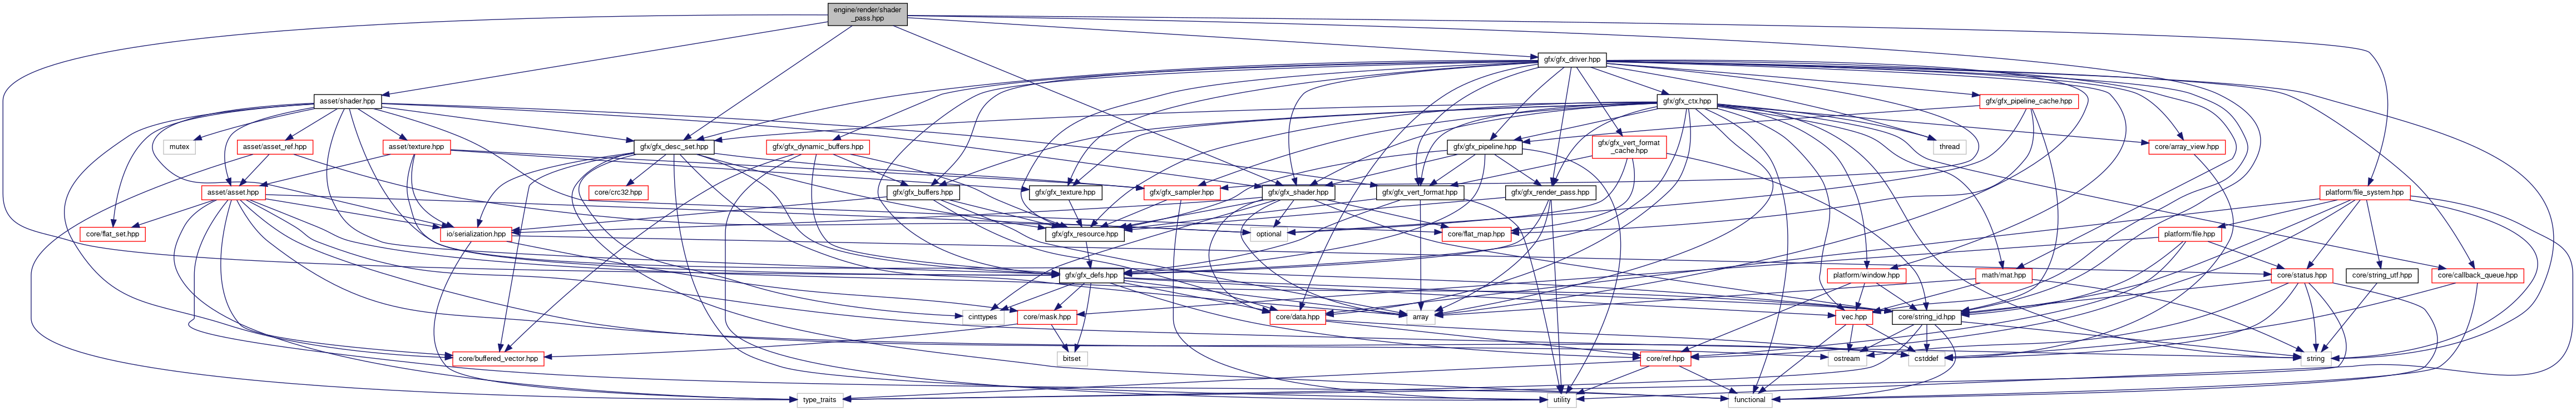 engine/render/shader
_pass.hpp
gfx/gfx_driver.hpp
asset/shader.hpp
gfx/gfx_ctx.hpp
gfx/gfx_pipeline_cache.hpp
mutex
asset/asset_ref.hpp
asset/texture.hpp
gfx/gfx_desc_set.hpp
gfx/gfx_dynamic_buffers.hpp
gfx/gfx_pipeline.hpp
gfx/gfx_vert_format
_cache.hpp
thread
core/array_view.hpp
asset/asset.hpp
core/crc32.hpp
gfx/gfx_buffers.hpp
gfx/gfx_texture.hpp
gfx/gfx_sampler.hpp
gfx/gfx_shader.hpp
gfx/gfx_vert_format.hpp
gfx/gfx_render_pass.hpp
platform/file_system.hpp
core/flat_set.hpp
io/serialization.hpp
gfx/gfx_resource.hpp
optional
core/flat_map.hpp
platform/file.hpp
gfx/gfx_defs.hpp
platform/window.hpp
math/mat.hpp
core/status.hpp
core/string_utf.hpp
core/callback_queue.hpp
cinttypes
core/mask.hpp
core/data.hpp
array
vec.hpp
core/string_id.hpp
core/buffered_vector.hpp
bitset
core/ref.hpp
ostream
cstddef
string
type_traits
utility
functional